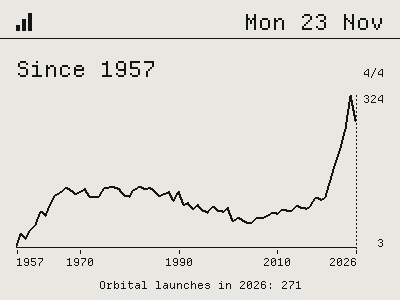 Mon 23 Nov
Since 1957
4/4
324
3
1957 1970 1990 2010 2026
Orbital launches in 2026: 271